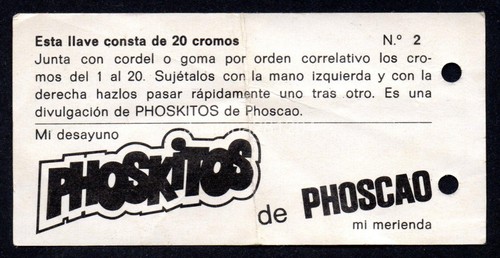 Esta llave consta de 20 cromos N.º 2
Junta con cordel o goma por orden correlativo los cro-
mos del 1 al 20. Sujétalos con la mano izquierda y con la
derecha hazlos pasar rápidamente uno tras otro. Es una
divulgación de PHOSKITOS de Phoscao.
Mi desayuno
PHOSKITOS
de PHOSCAO
mi merienda